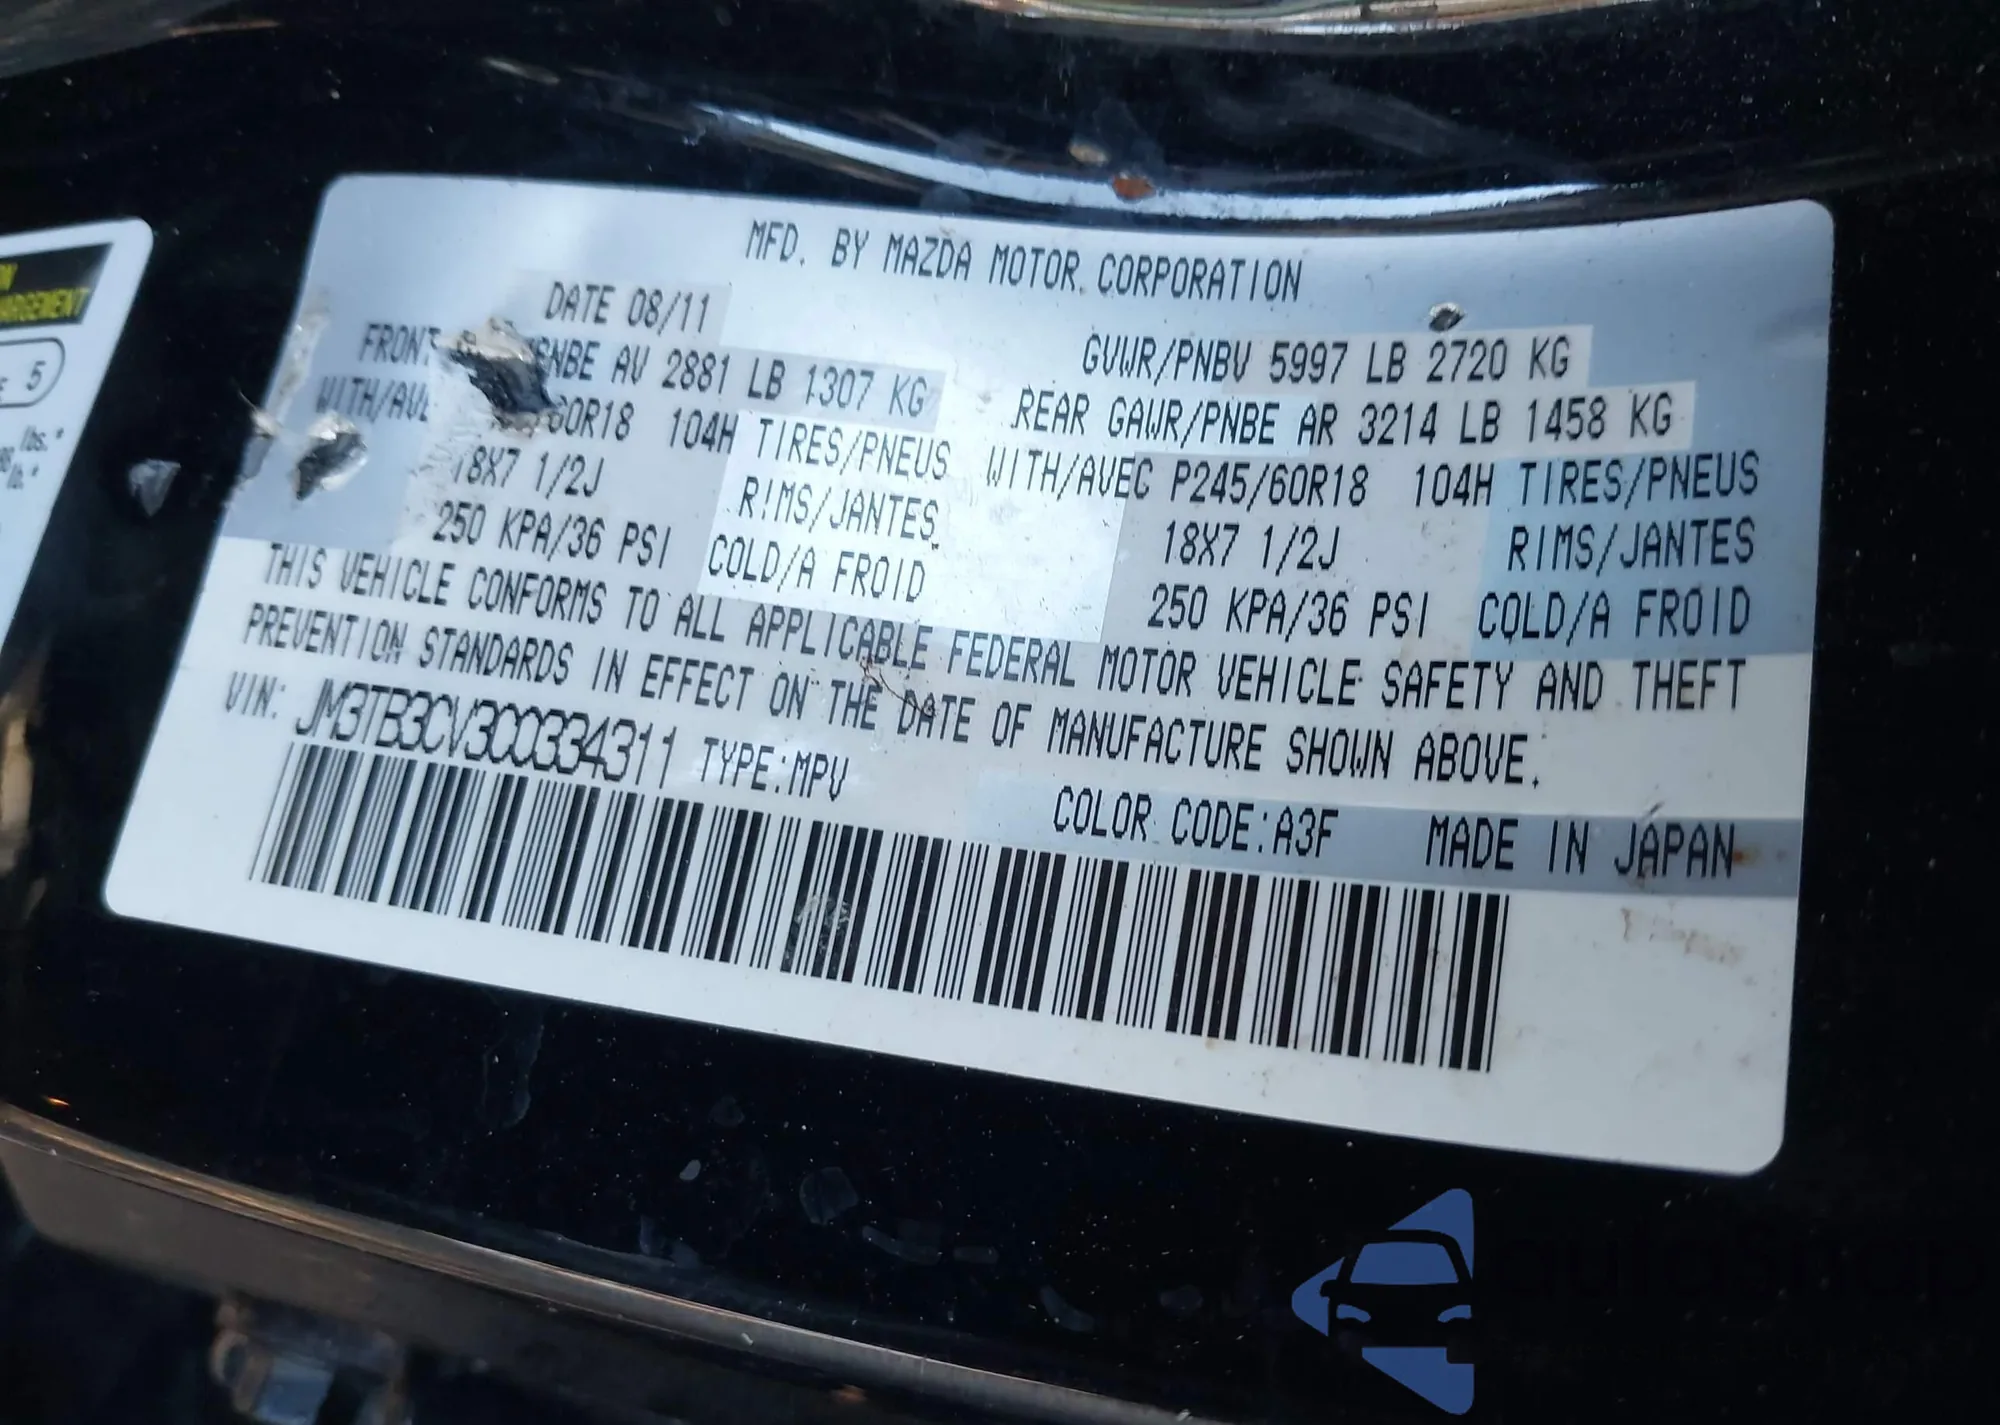 MFD. BY MAZDA MOTOR CORPORATION
DATE 08/11 GVWR/PNBV 5997 LB 2720 KG
FRONT AV 2881 LB 1307 KG REAR GAWR/PNBE AR 3214 LB 1458 KG
104H TIRES/PNEUS WITH/AVEC P245/60R18 104H TIRES/PNEUS
18X7 1/2J RIMS/JANTES 18X7 1/2J RIMS/JANTES
250 KPA/36 PSI COLD/A FROID 250 KPA/36 PSI COLD/A FROID
THIS VEHICLE CONFORMS TO ALL APPLICABLE FEDERAL MOTOR VEHICLE SAFETY AND THEFT
PREVENTION STANDARDS IN EFFECT ON THE DATE OF MANUFACTURE SHOWN ABOVE.
VIN: JM3TB3CV3C0334311 TYPE:MPV
COLOR CODE:A3F MADE IN JAPAN
5
lbs.*
lb.*